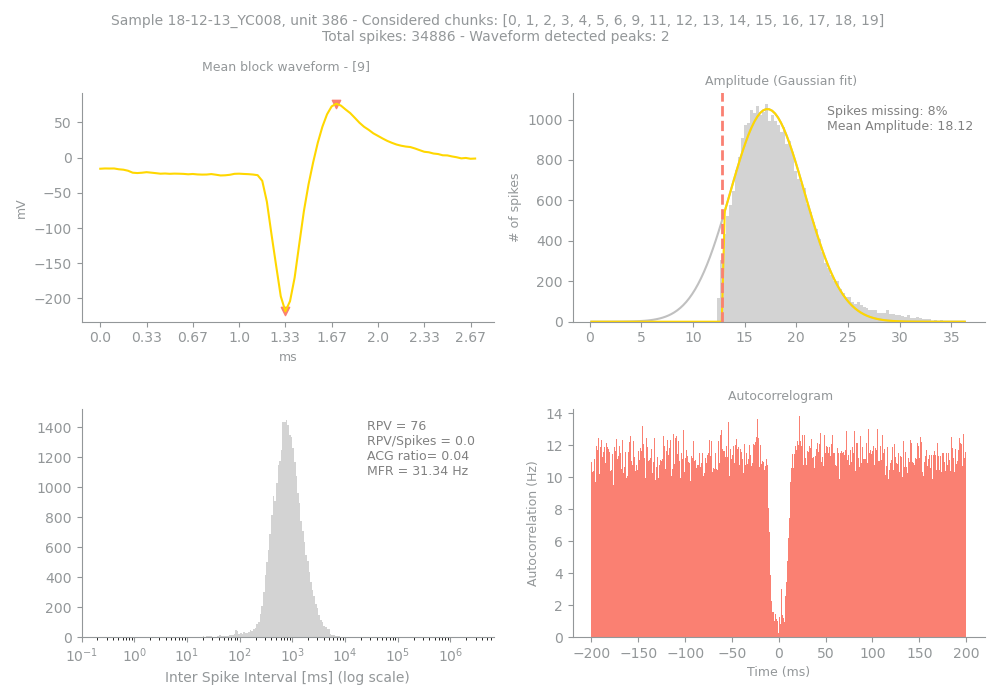 Sample 18-12-13_YC008, unit 386 - Considered chunks: [0, 1, 2, 3, 4, 5, 6, 9, 11, 12, 13, 14, 15, 16, 17, 18, 19]
Total spikes: 34886 - Waveform detected peaks: 2
Mean block waveform - [9]
50
0
−50
−100
−150
−200
mV
0.0 0.33 0.67 1.0 1.33 1.67 2.0 2.33 2.67
ms
Amplitude (Gaussian fit)
Spikes missing: 8%
Mean Amplitude: 18.12
1000
800
600
400
200
0
# of spikes
0 5 10 15 20 25 30 35
RPV = 76
RPV/Spikes = 0.0
ACG ratio= 0.04
MFR = 31.34 Hz
1400
1200
1000
800
600
400
200
0
10⁻¹ 10⁰ 10¹ 10² 10³ 10⁴ 10⁵ 10⁶
Inter Spike Interval [ms] (log scale)
Autocorrelogram
14
12
10
8
6
4
2
0
Autocorrelation (Hz)
−200 −150 −100 −50 0 50 100 150 200
Time (ms)